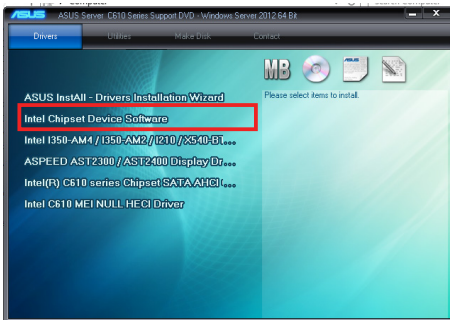 ASUS Server C610 Series Support DVD - Windows Server 2012 64 Bit
Drivers
Utilities
Make Disk
Contact
MB
Please select items to install.
ASUS InstAll - Drivers Installation Wizard
Intel Chipset Device Software
Intel I350-AM4 / I350-AM2 / I210 / X540-BT...
ASPEED AST2300 / AST2400 Display Dr...
Intel(R) C610 series Chipset SATA AHCI (...
Intel C610 MEI NULL HECI Driver